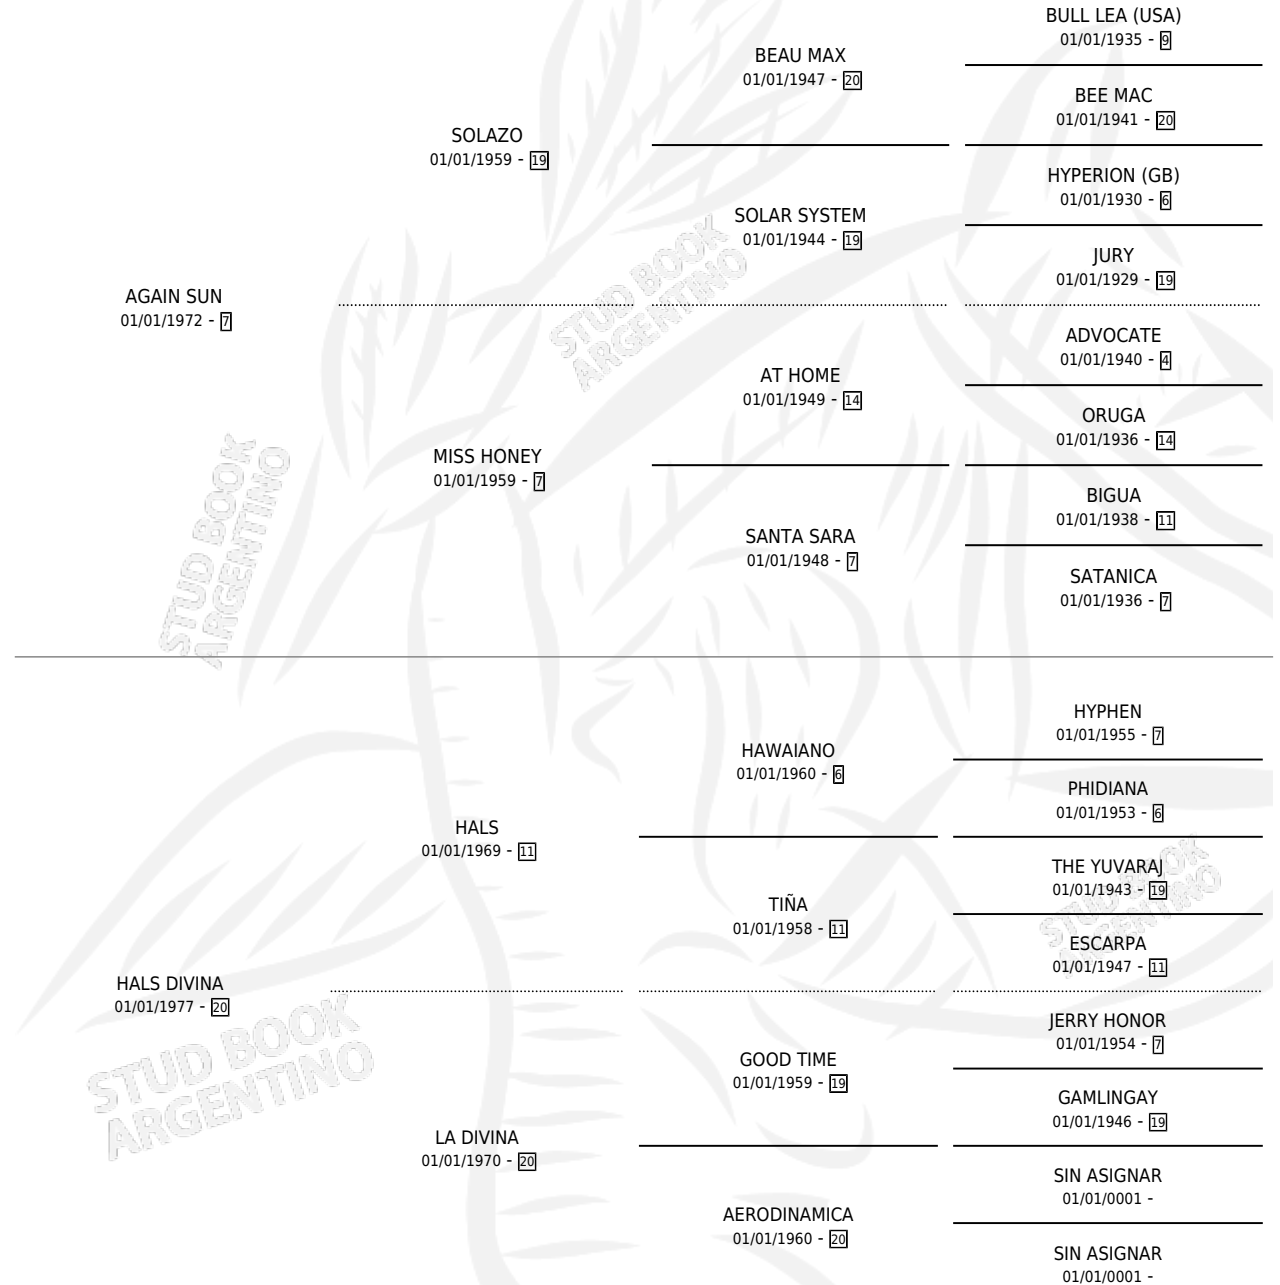 BULL LEA (USA)
01/01/1935 - 9
BEAU MAX
01/01/1947 - 20
BEE MAC
01/01/1941 - 20
SOLAZO
01/01/1959 - 19
HYPERION (GB)
01/01/1930 - 6
SOLAR SYSTEM
01/01/1944 - 19
JURY
01/01/1929 - 19
AGAIN SUN
01/01/1972 - 7
ADVOCATE
01/01/1940 - 4
AT HOME
01/01/1949 - 14
ORUGA
01/01/1936 - 14
MISS HONEY
01/01/1959 - 7
BIGUA
01/01/1938 - 11
SANTA SARA
01/01/1948 - 7
SATANICA
01/01/1936 - 7
HYPHEN
01/01/1955 - 7
HAWAIANO
01/01/1960 - 6
PHIDIANA
01/01/1953 - 6
HALS
01/01/1969 - 11
THE YUVARAJ
01/01/1943 - 19
TIÑA
01/01/1958 - 11
ESCARPA
01/01/1947 - 11
HALS DIVINA
01/01/1977 - 20
JERRY HONOR
01/01/1954 - 7
GOOD TIME
01/01/1959 - 19
GAMLINGAY
01/01/1946 - 19
LA DIVINA
01/01/1970 - 20
SIN ASIGNAR
01/01/0001 -
AERODINAMICA
01/01/1960 - 20
SIN ASIGNAR
01/01/0001 -
STUD BOOK
ARGENTINO
STUD BOOK
ARGENTINO
STUD BOOK
ARGENTINO
STUD BOOK
ARGENTINO